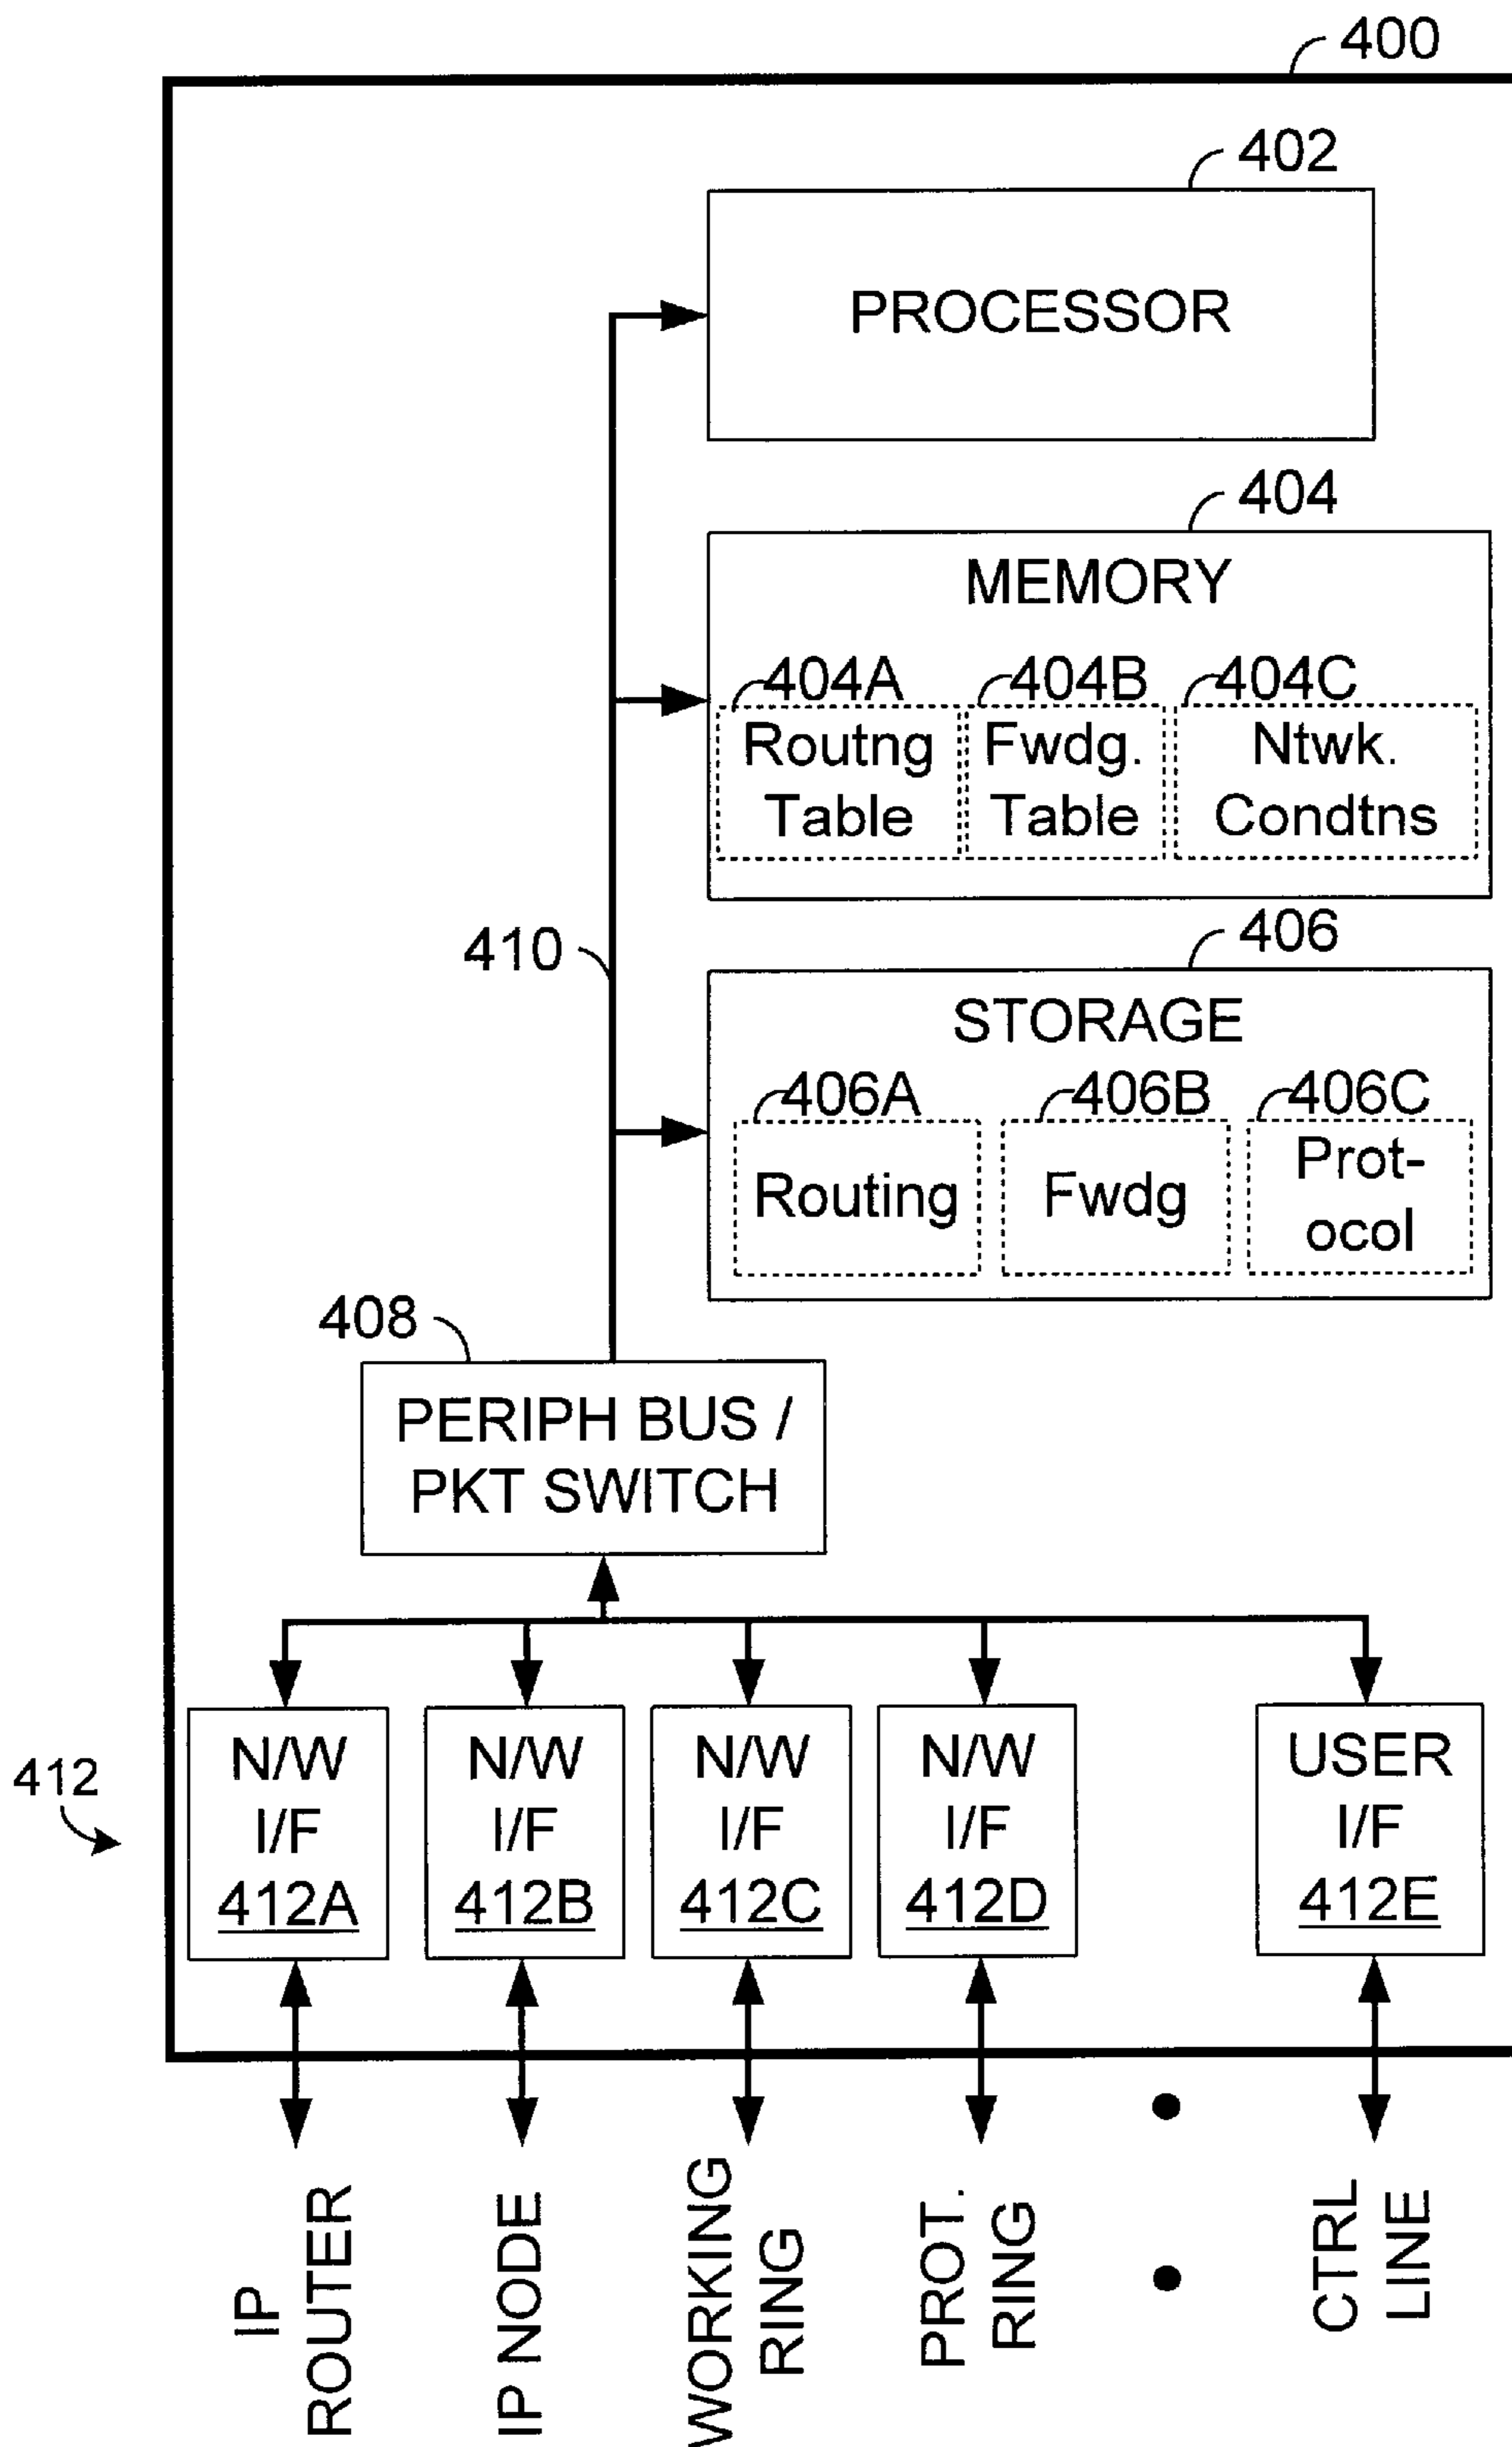 400
402
PROCESSOR
404
MEMORY
404A 404B 404C
Routng Fwdg. Ntwk.
Table Table Condtns
410
406
STORAGE
406A 406B 406C
Routing Fwdg Prot-
ocol
408
PERIPH BUS /
PKT SWITCH
412
N/W
I/F
412A
N/W
I/F
412B
N/W
I/F
412C
N/W
I/F
412D
USER
I/F
412E
IP
ROUTER
IP NODE
WORKING
RING
PROT.
RING
CTRL
LINE